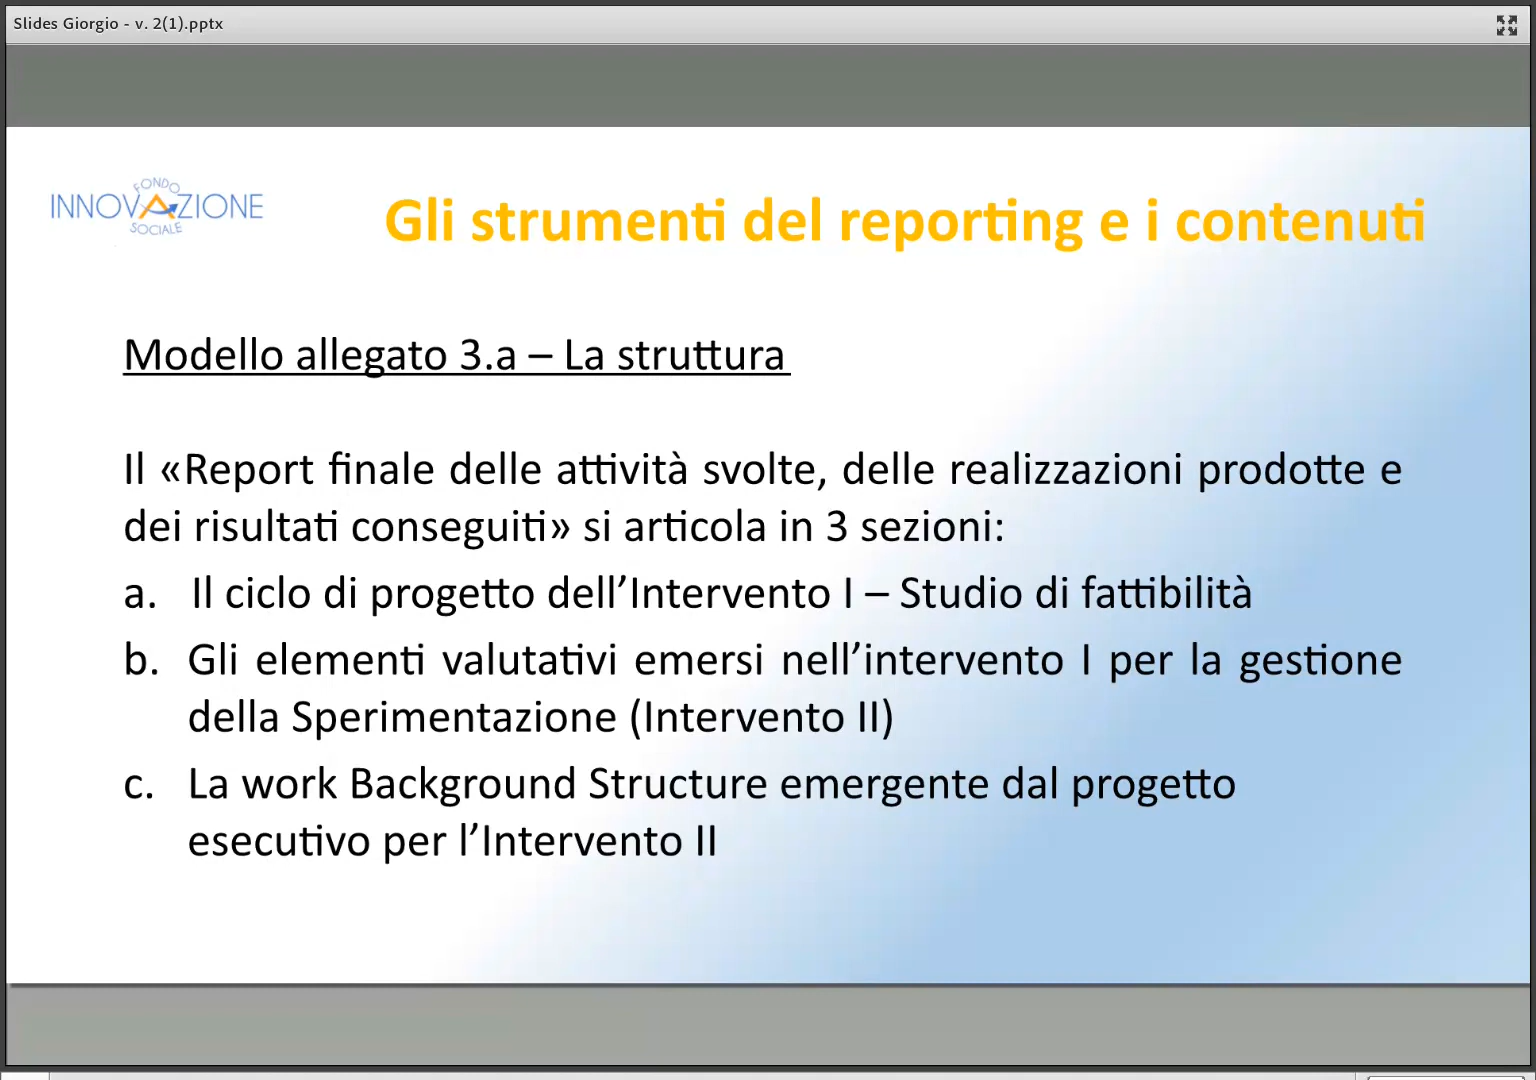 Slides Giorgio - v. 2(1).pptx
FONDO
INNOVAZIONE
SOCIALE
Gli strumenti del reporting e i contenuti
Modello allegato 3.a – La struttura
Il «Report finale delle attività svolte, delle realizzazioni prodotte e
dei risultati conseguiti» si articola in 3 sezioni:
a. Il ciclo di progetto dell’Intervento I – Studio di fattibilità
b. Gli elementi valutativi emersi nell’intervento I per la gestione
della Sperimentazione (Intervento II)
c. La work Background Structure emergente dal progetto
esecutivo per l’Intervento II